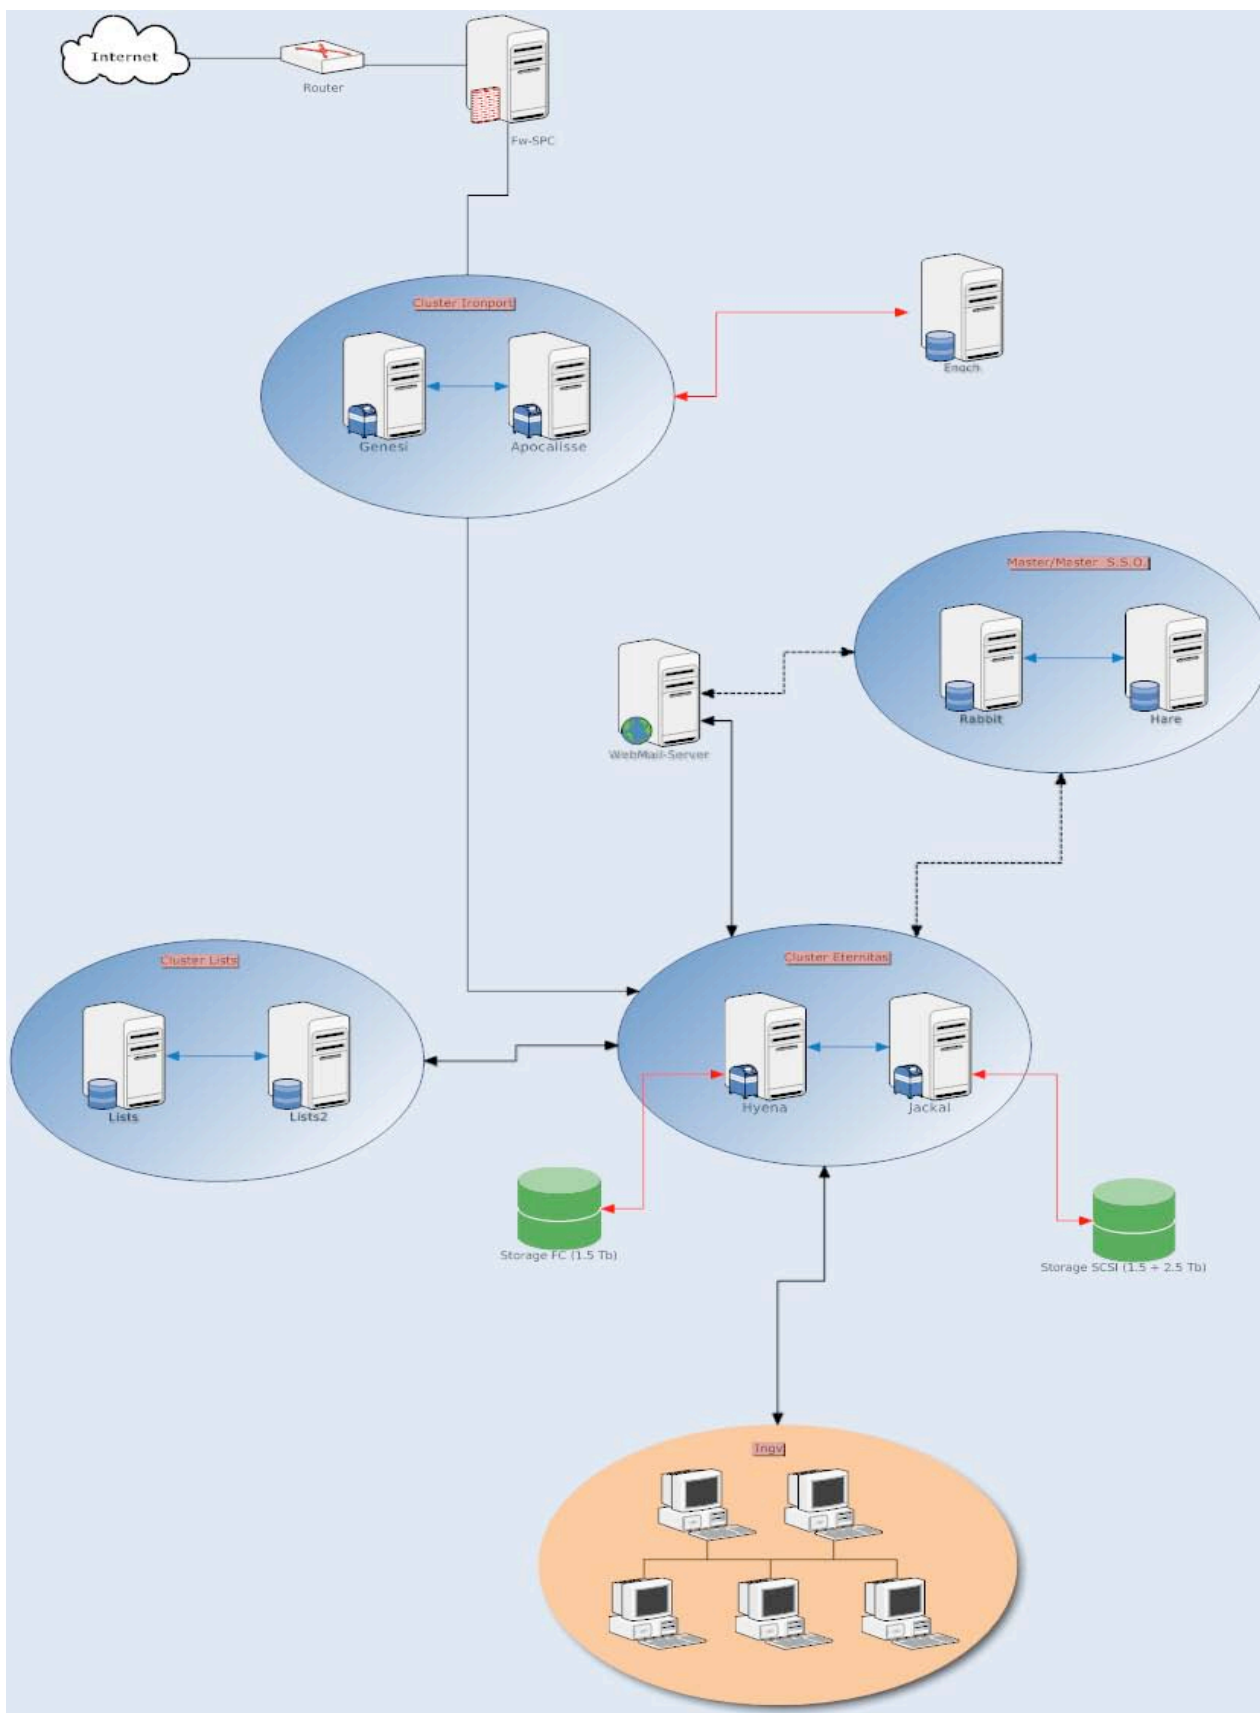 Internet
Router
Fw-SPC
Cluster Ironport
Genesi
Apocalisse
Enoch
Master/Master S.S.O.
Rabbit
Hare
WebMail-Server
Cluster Lists
Lists
Lists2
Cluster Eternitas
Hyena
Jackal
Storage FC (1.5 Tb)
Storage SCSI (1.5 + 2.5 Tb)
Ingv